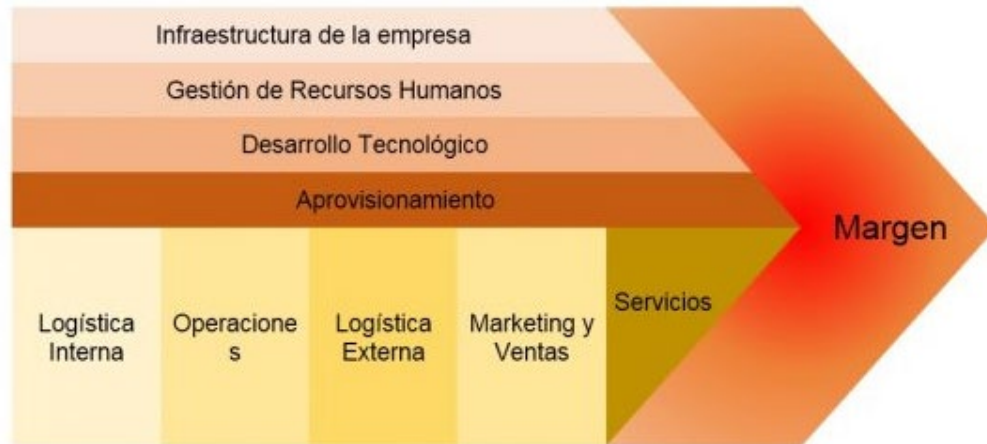 Infraestructura de la empresa
Gestión de Recursos Humanos
Desarrollo Tecnológico
Aprovisionamiento
Margen
Logística
Interna
Operacione
s
Logística
Externa
Marketing y
Ventas
Servicios